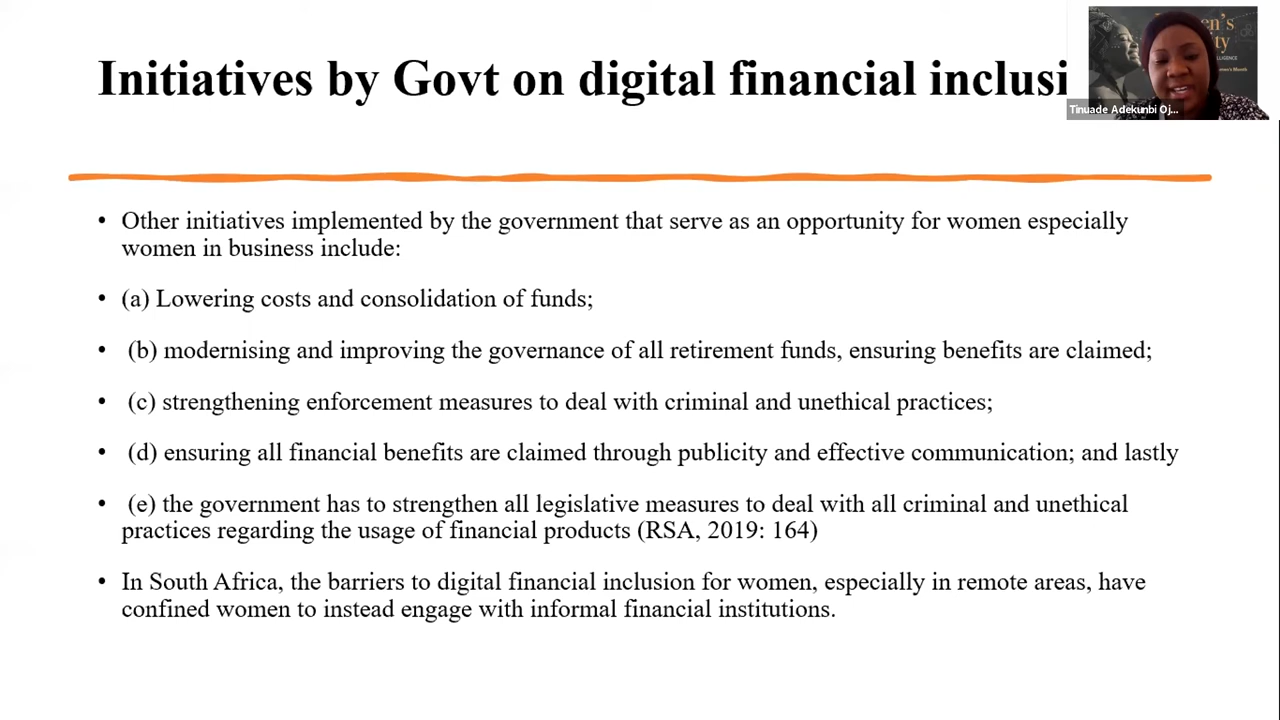 Initiatives by Govt on digital financial inclusi
en's
ity
LLIGENCE
omen's Month
Tinuade Adekunbi Oj...
• Other initiatives implemented by the government that serve as an opportunity for women especially
women in business include:
• (a) Lowering costs and consolidation of funds;
• (b) modernising and improving the governance of all retirement funds, ensuring benefits are claimed;
• (c) strengthening enforcement measures to deal with criminal and unethical practices;
• (d) ensuring all financial benefits are claimed through publicity and effective communication; and lastly
• (e) the government has to strengthen all legislative measures to deal with all criminal and unethical
practices regarding the usage of financial products (RSA, 2019: 164)
• In South Africa, the barriers to digital financial inclusion for women, especially in remote areas, have
confined women to instead engage with informal financial institutions.